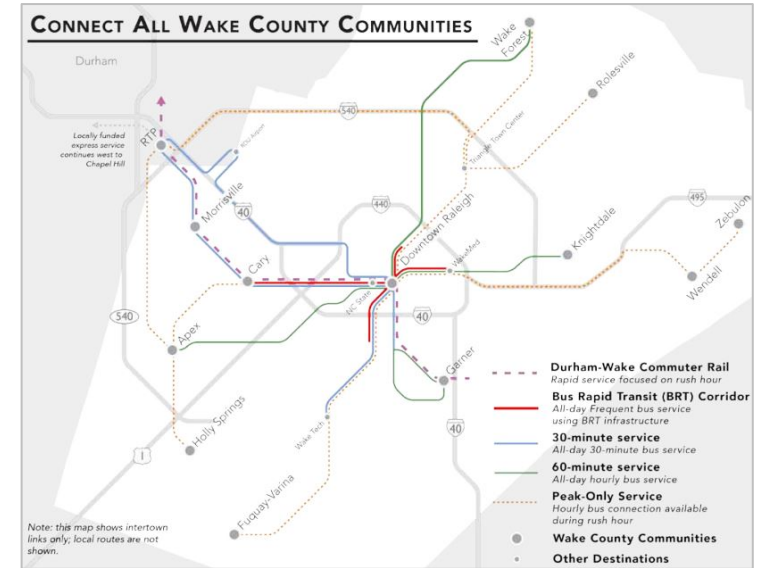 CONNECT ALL WAKE COUNTY COMMUNITIES
Durham
Wake
Forest
Rolesville
540
Locally funded
express service
continues west to
Chapel Hill
RTP
RDU Airport
Triangle Town Center
Morrisville
40
440
Downtown Raleigh
495
Zebulon
Knightdale
WakeMed
Cary
NC State
Wendell
540
40
Apex
Garner
Durham-Wake Commuter Rail
Rapid service focused on rush hour
Bus Rapid Transit (BRT) Corridor
All-day Frequent bus service
using BRT infrastructure
Holly Springs
Wake Tech
40
1
30-minute service
All-day 30-minute bus service
60-minute service
All-day hourly bus service
Fuquay-Varina
Peak-Only Service
Hourly bus connection available
during rush hour
Note: this map shows intertown
links only; local routes are not
shown.
Wake County Communities
Other Destinations